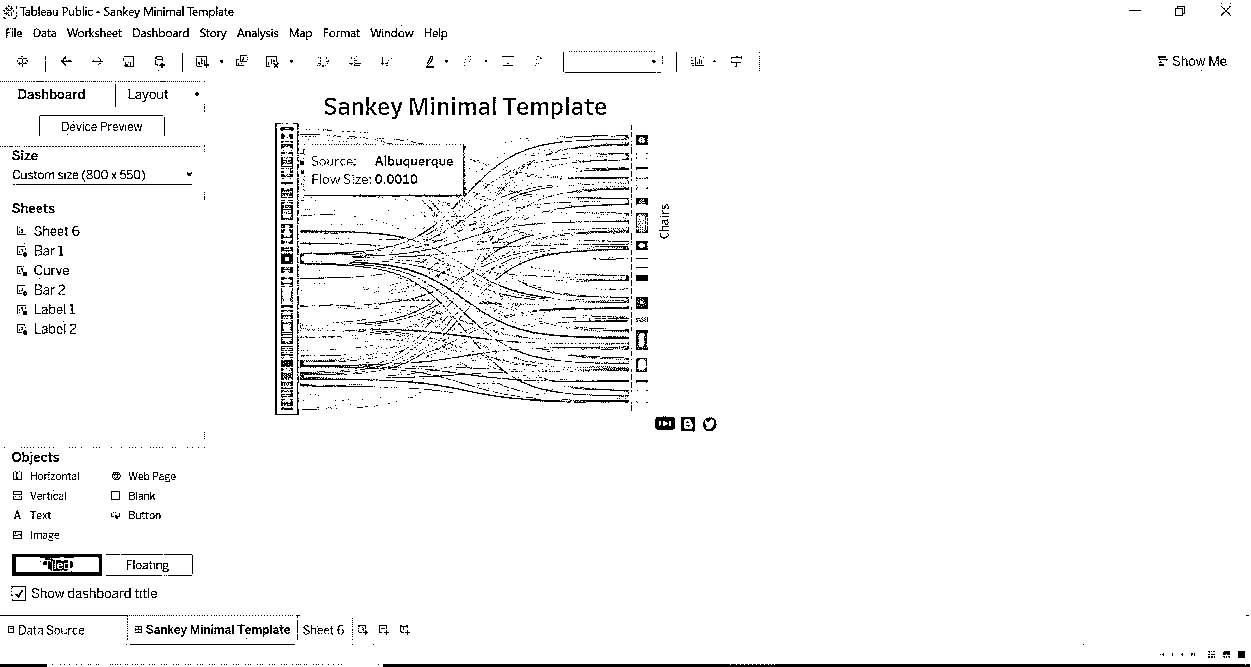 Tableau Public - Sankey Minimal Template
File Data Worksheet Dashboard Story Analysis Map Format Window Help
Show Me
Dashboard Layout
Device Preview
Size
Custom size (800 x 550)
Sheets
Sheet 6
Bar 1
Curve
Bar 2
Label 1
Label 2
Sankey Minimal Template
Source: Albuquerque
Flow Size: 0.0010
Chairs
Objects
Horizontal Web Page
Vertical Blank
A Text Button
Image
Tiled Floating
Show dashboard title
Data Source Sankey Minimal Template Sheet 6